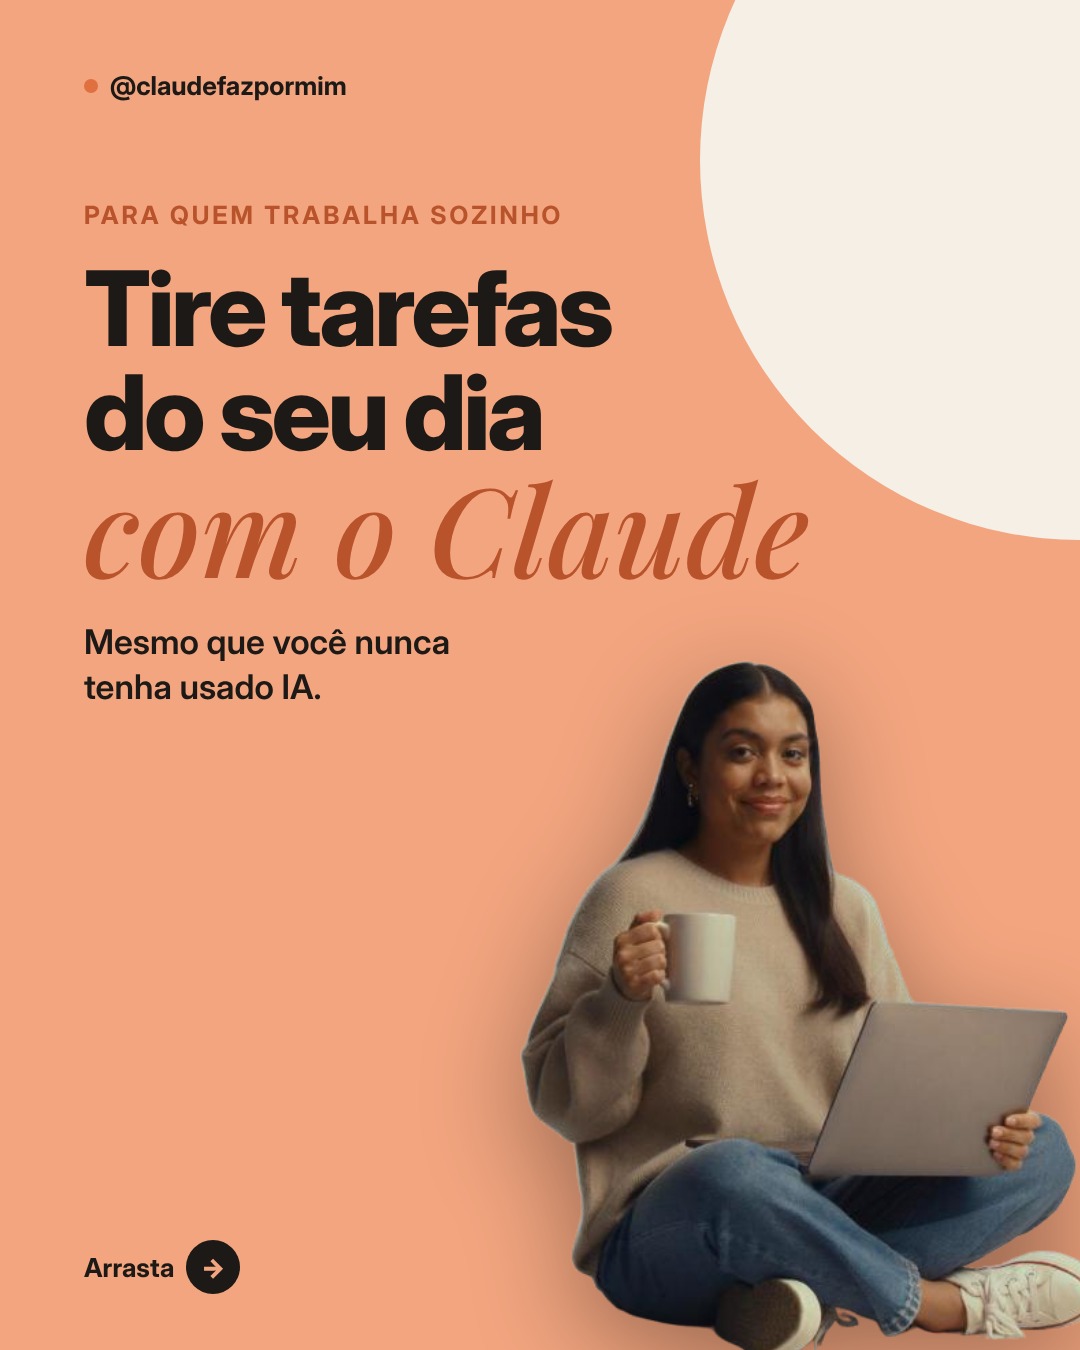 @claudefazpormim
PARA QUEM TRABALHA SOZINHO
Tire tarefas
do seu dia
com o Claude
Mesmo que você nunca
tenha usado IA.
Arrasta